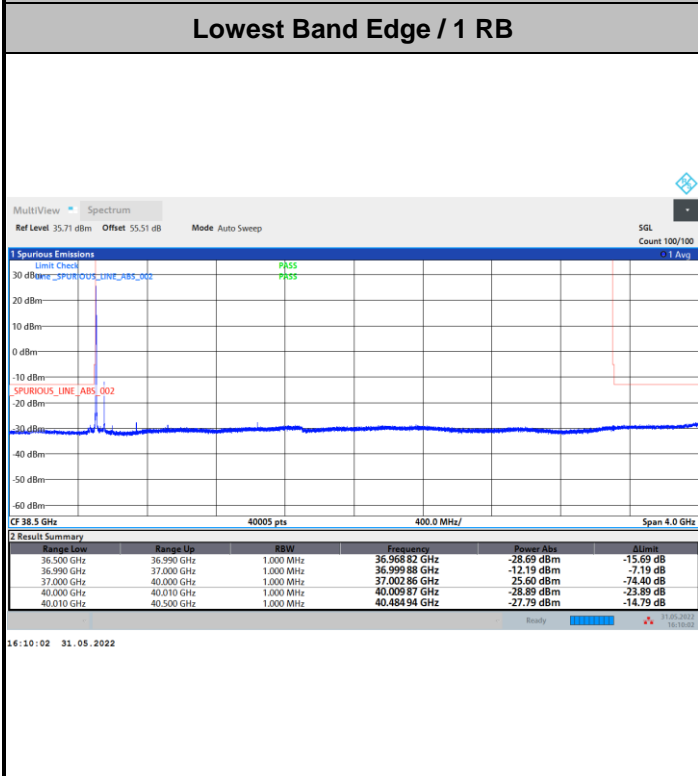 Lowest Band Edge / 1 RB
MultiView Spectrum
Ref Level 35.71 dBm Offset 55.51 dB Mode Auto Sweep SGL
Count 100/100
1 Spurious Emissions 1 Avg
Limit Check PASS
Line _SPURIOUS_LINE_ABS_002 PASS
30 dBm
20 dBm
10 dBm
0 dBm
-10 dBm
_SPURIOUS_LINE_ABS_002
-20 dBm
-30 dBm
-40 dBm
-50 dBm
-60 dBm
CF 38.5 GHz 40005 pts 400.0 MHz/ Span 4.0 GHz
2 Result Summary
Range Low Range Up RBW Frequency Power Abs ΔLimit
36.500 GHz 36.990 GHz 1.000 MHz 36.968 82 GHz -28.69 dBm -15.69 dB
36.990 GHz 37.000 GHz 1.000 MHz 36.999 88 GHz -12.19 dBm -7.19 dB
37.000 GHz 40.000 GHz 1.000 MHz 37.002 86 GHz 25.60 dBm -74.40 dB
40.000 GHz 40.010 GHz 1.000 MHz 40.009 87 GHz -28.89 dBm -23.89 dB
40.010 GHz 40.500 GHz 1.000 MHz 40.484 94 GHz -27.79 dBm -14.79 dB
Ready 31.05.2022
16:10:02
16:10:02 31.05.2022